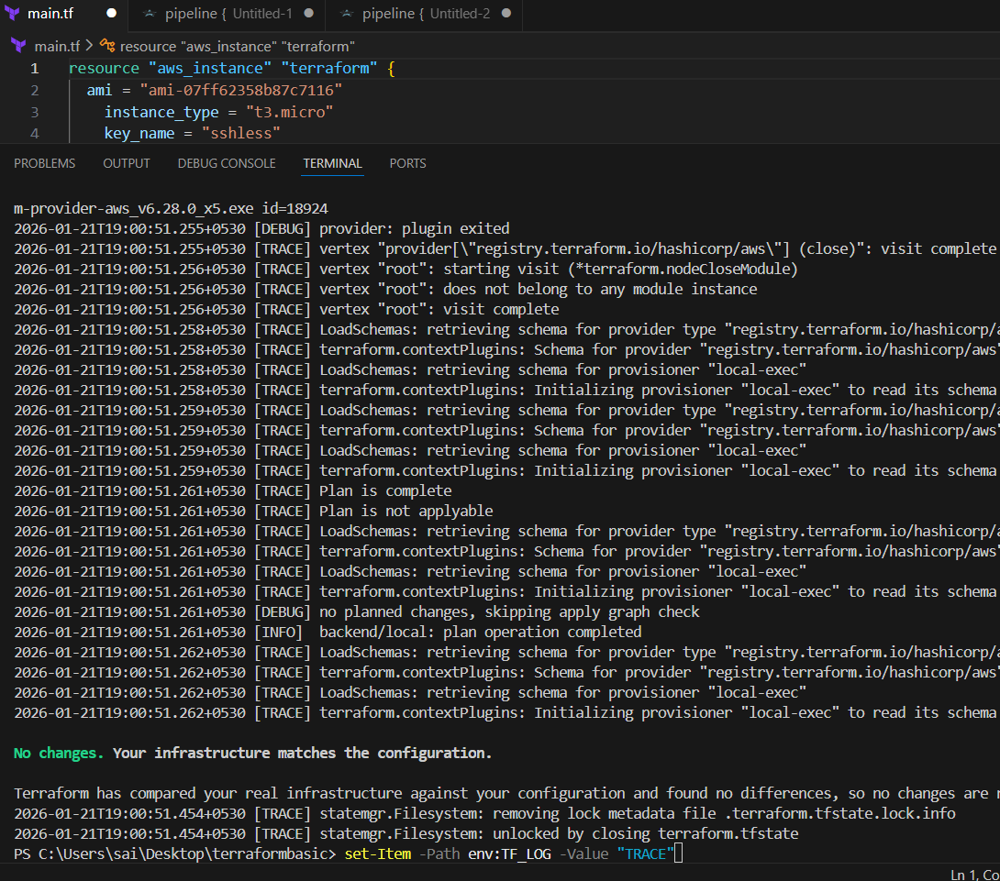 main.tf
pipeline { Untitled-1
pipeline { Untitled-2
main.tf > resource "aws_instance" "terraform"
1 resource "aws_instance" "terraform" {
2 ami = "ami-07ff62358b87c7116"
3 instance_type = "t3.micro"
4 key_name = "sshless"
PROBLEMS OUTPUT DEBUG CONSOLE TERMINAL PORTS
m-provider-aws_v6.28.0_x5.exe id=18924
2026-01-21T19:00:51.255+0530 [DEBUG] provider: plugin exited
2026-01-21T19:00:51.255+0530 [TRACE] vertex "provider[\"registry.terraform.io/hashicorp/aws\"] (close)": visit complete
2026-01-21T19:00:51.256+0530 [TRACE] vertex "root": starting visit (*terraform.nodeCloseModule)
2026-01-21T19:00:51.256+0530 [TRACE] vertex "root": does not belong to any module instance
2026-01-21T19:00:51.256+0530 [TRACE] vertex "root": visit complete
2026-01-21T19:00:51.258+0530 [TRACE] LoadSchemas: retrieving schema for provider type "registry.terraform.io/hashicorp/
2026-01-21T19:00:51.258+0530 [TRACE] terraform.contextPlugins: Schema for provider "registry.terraform.io/hashicorp/aws"
2026-01-21T19:00:51.258+0530 [TRACE] LoadSchemas: retrieving schema for provisioner "local-exec"
2026-01-21T19:00:51.258+0530 [TRACE] terraform.contextPlugins: Initializing provisioner "local-exec" to read its schema
2026-01-21T19:00:51.259+0530 [TRACE] LoadSchemas: retrieving schema for provider type "registry.terraform.io/hashicorp/
2026-01-21T19:00:51.259+0530 [TRACE] terraform.contextPlugins: Schema for provider "registry.terraform.io/hashicorp/aws"
2026-01-21T19:00:51.259+0530 [TRACE] LoadSchemas: retrieving schema for provisioner "local-exec"
2026-01-21T19:00:51.259+0530 [TRACE] terraform.contextPlugins: Initializing provisioner "local-exec" to read its schema
2026-01-21T19:00:51.261+0530 [TRACE] Plan is complete
2026-01-21T19:00:51.261+0530 [TRACE] Plan is not applyable
2026-01-21T19:00:51.261+0530 [TRACE] LoadSchemas: retrieving schema for provider type "registry.terraform.io/hashicorp/
2026-01-21T19:00:51.261+0530 [TRACE] terraform.contextPlugins: Schema for provider "registry.terraform.io/hashicorp/aws"
2026-01-21T19:00:51.261+0530 [TRACE] LoadSchemas: retrieving schema for provisioner "local-exec"
2026-01-21T19:00:51.261+0530 [TRACE] terraform.contextPlugins: Initializing provisioner "local-exec" to read its schema
2026-01-21T19:00:51.261+0530 [DEBUG] no planned changes, skipping apply graph check
2026-01-21T19:00:51.261+0530 [INFO] backend/local: plan operation completed
2026-01-21T19:00:51.262+0530 [TRACE] LoadSchemas: retrieving schema for provider type "registry.terraform.io/hashicorp/
2026-01-21T19:00:51.262+0530 [TRACE] terraform.contextPlugins: Schema for provider "registry.terraform.io/hashicorp/aws"
2026-01-21T19:00:51.262+0530 [TRACE] LoadSchemas: retrieving schema for provisioner "local-exec"
2026-01-21T19:00:51.262+0530 [TRACE] terraform.contextPlugins: Initializing provisioner "local-exec" to read its schema
No changes. Your infrastructure matches the configuration.
Terraform has compared your real infrastructure against your configuration and found no differences, so no changes are
2026-01-21T19:00:51.454+0530 [TRACE] statemgr.Filesystem: removing lock metadata file .terraform.tfstate.lock.info
2026-01-21T19:00:51.454+0530 [TRACE] statemgr.Filesystem: unlocked by closing terraform.tfstate
PS C:\Users\sai\Desktop\terraformbasic> set-Item -Path env:TF_LOG -Value "TRACE"
Ln 1, Co